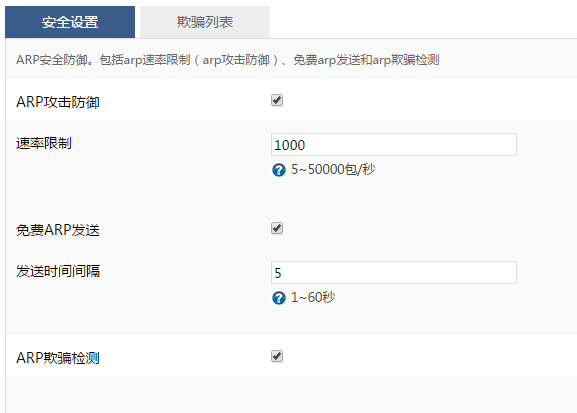 安全设置 欺骗列表
ARP安全防御。包括arp速率限制（arp攻击防御）、免费arp发送和arp欺骗检测
ARP攻击防御
速率限制 1000
5~50000包/秒
免费ARP发送
发送时间间隔 5
1~60秒
ARP欺骗检测